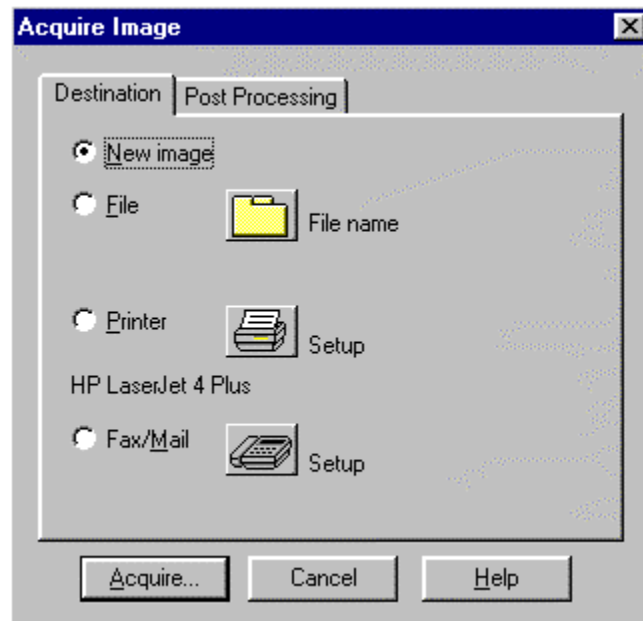 Acquire Image
Destination Post Processing
New image
File File name
Printer Setup
HP LaserJet 4 Plus
Fax/Mail Setup
Acquire... Cancel Help